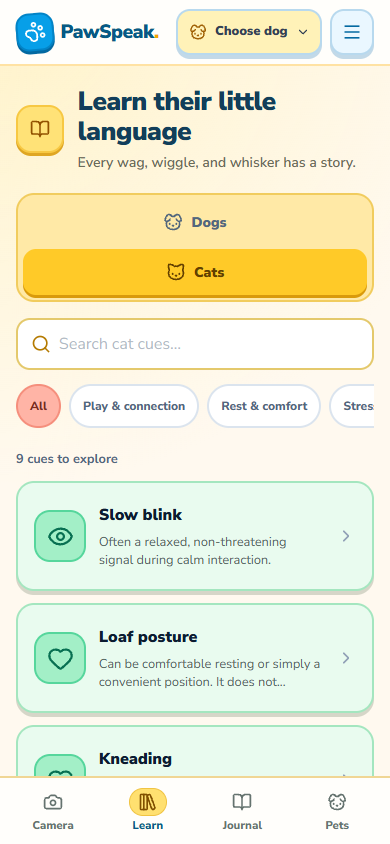 PawSpeak.
Choose dog
Learn their little
language
Every wag, wiggle, and whisker has a story.
Dogs
Cats
Search cat cues...
All
Play & connection
Rest & comfort
Stres
9 cues to explore
Slow blink
Often a relaxed, non-threatening
signal during calm interaction.
Loaf posture
Can be comfortable resting or simply a
convenient position. It does not...
Kneading
Camera
Learn
Journal
Pets